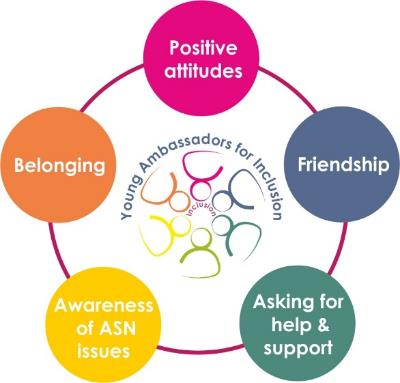 Positive
attitudes
Belonging
Friendship
Young Ambassadors for Inclusion
Inclusion
Awareness
of ASN
issues
Asking for
help &
support